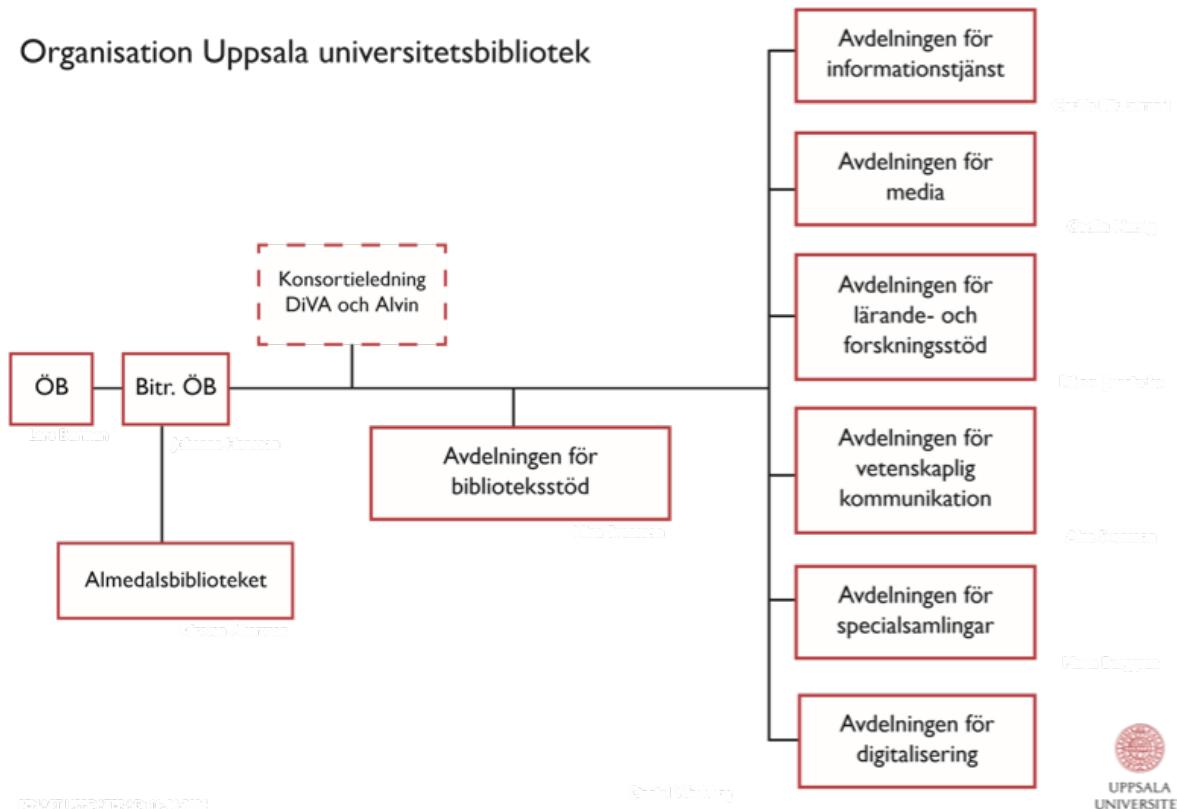 Organisation Uppsala universitetsbibliotek
Avdelningen för
informationstjänst
Avdelningen för
media
Konsortieledning
DiVA och Alvin
Avdelningen för
lärande- och
forskningsstöd
ÖB
Bitr. ÖB
Avdelningen för
biblioteksstöd
Avdelningen för
vetenskaplig
kommunikation
Almedalsbiblioteket
Avdelningen för
specialsamlingar
Avdelningen för
digitalisering
UPPSALA
UNIVERSITE